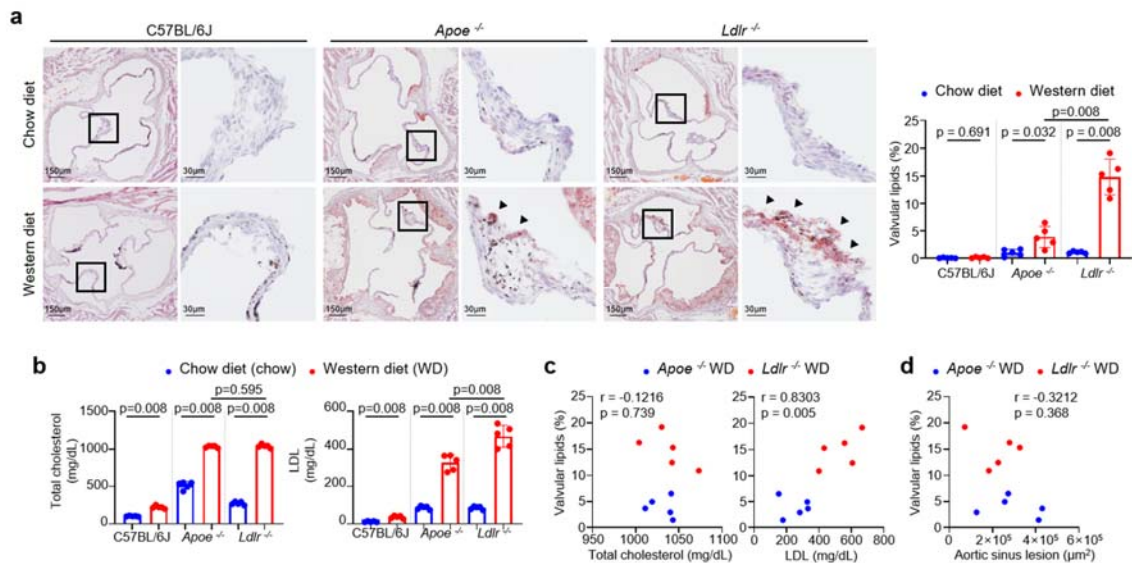 a
C57BL/6J
Apoe -/-
Ldlr -/-
Chow diet
150μm
30μm
150μm
30μm
150μm
30μm
Western diet
150μm
30μm
150μm
30μm
150μm
30μm
Chow diet Western diet
p=0.008
p = 0.691 p = 0.032 p = 0.008
Valvular lipids (%)
25
20
15
10
5
0
C57BL/6J Apoe -/- Ldlr -/-
b
Chow diet (chow) Western diet (WD)
p=0.595
p=0.008 p=0.008 p=0.008
Total cholesterol
(mg/dL)
1500
1000
500
0
C57BL/6J Apoe -/- Ldlr -/-
p=0.008
p=0.008 p=0.008 p=0.008
LDL
(mg/dL)
600
400
200
0
C57BL/6J Apoe -/- Ldlr -/-
c
Apoe -/- WD Ldlr -/- WD
r = -0.1216
p = 0.739
Valvular lipids (%)
25
20
15
10
5
0
950 1000 1050 1100
Total cholesterol (mg/dL)
r = 0.8303
p = 0.005
0 200 400 600 800
LDL (mg/dL)
d
Apoe -/- WD Ldlr -/- WD
r = -0.3212
p = 0.368
Valvular lipids (%)
25
20
15
10
5
0
0 2×10⁵ 4×10⁵ 6×10⁵
Aortic sinus lesion (μm²)